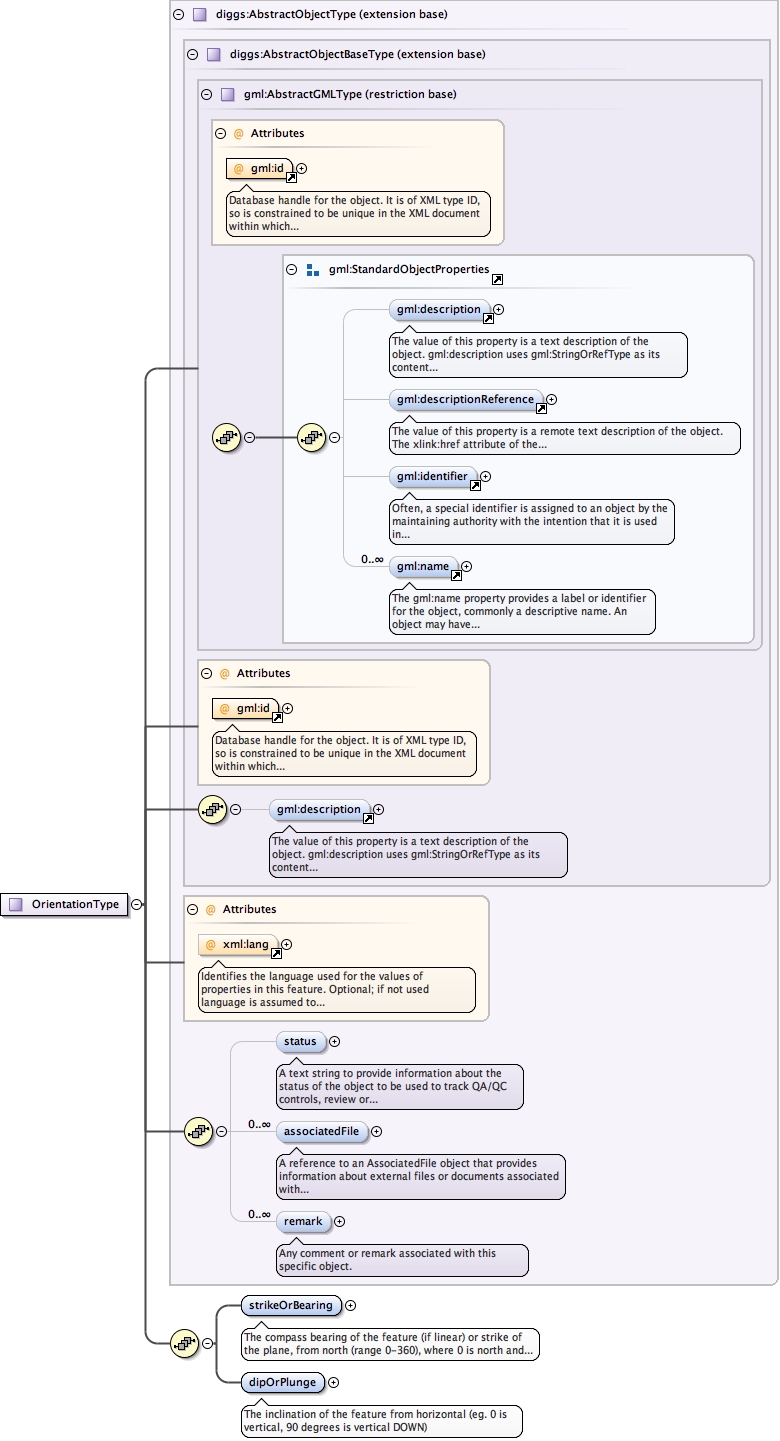 diggs:AbstractObjectType (extension base)
diggs:AbstractObjectBaseType (extension base)
gml:AbstractGMLType (restriction base)
@ Attributes
@ gml:id
Database handle for the object. It is of XML type ID,
so is constrained to be unique in the XML document
within which...
gml:StandardObjectProperties
gml:description
The value of this property is a text description of the
object. gml:description uses gml:StringOrRefType as its
content...
gml:descriptionReference
The value of this property is a remote text description of the object.
The xlink:href attribute of the...
gml:identifier
Often, a special identifier is assigned to an object by the
maintaining authority with the intention that it is used
in...
0..∞
gml:name
The gml:name property provides a label or identifier
for the object, commonly a descriptive name. An
object may have...
@ Attributes
@ gml:id
Database handle for the object. It is of XML type ID,
so is constrained to be unique in the XML document
within which...
gml:description
The value of this property is a text description of the
object. gml:description uses gml:StringOrRefType as its
content...
OrientationType
@ Attributes
@ xml:lang
Identifies the language used for the values of
properties in this feature. Optional; if not used
language is assumed to...
status
A text string to provide information about the
status of the object to be used to track QA/QC
controls, review or...
0..∞
associatedFile
A reference to an AssociatedFile object that provides
information about external files or documents associated
with...
0..∞
remark
Any comment or remark associated with this
specific object.
strikeOrBearing
The compass bearing of the feature (if linear) or strike of
the plane, from north (range 0-360), where 0 is north and...
dipOrPlunge
The inclination of the feature from horizontal (eg. 0 is
vertical, 90 degrees is vertical DOWN)